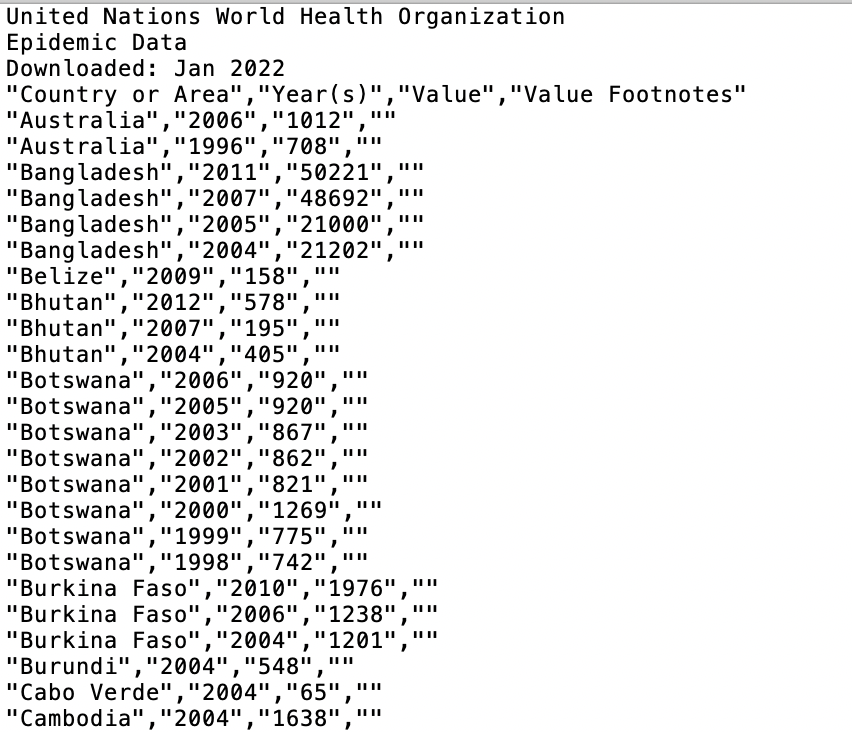 United Nations World Health Organization
Epidemic Data
Downloaded: Jan 2022
"Country or Area","Year(s)","Value","Value Footnotes"
"Australia","2006","1012",""
"Australia","1996","708",""
"Bangladesh","2011","50221",""
"Bangladesh","2007","48692",""
"Bangladesh","2005","21000",""
"Bangladesh","2004","21202",""
"Belize","2009","158",""
"Bhutan","2012","578",""
"Bhutan","2007","195",""
"Bhutan","2004","405",""
"Botswana","2006","920",""
"Botswana","2005","920",""
"Botswana","2003","867",""
"Botswana","2002","862",""
"Botswana","2001","821",""
"Botswana","2000","1269",""
"Botswana","1999","775",""
"Botswana","1998","742",""
"Burkina Faso","2010","1976",""
"Burkina Faso","2006","1238",""
"Burkina Faso","2004","1201",""
"Burundi","2004","548",""
"Cabo Verde","2004","65",""
"Cambodia","2004","1638",""